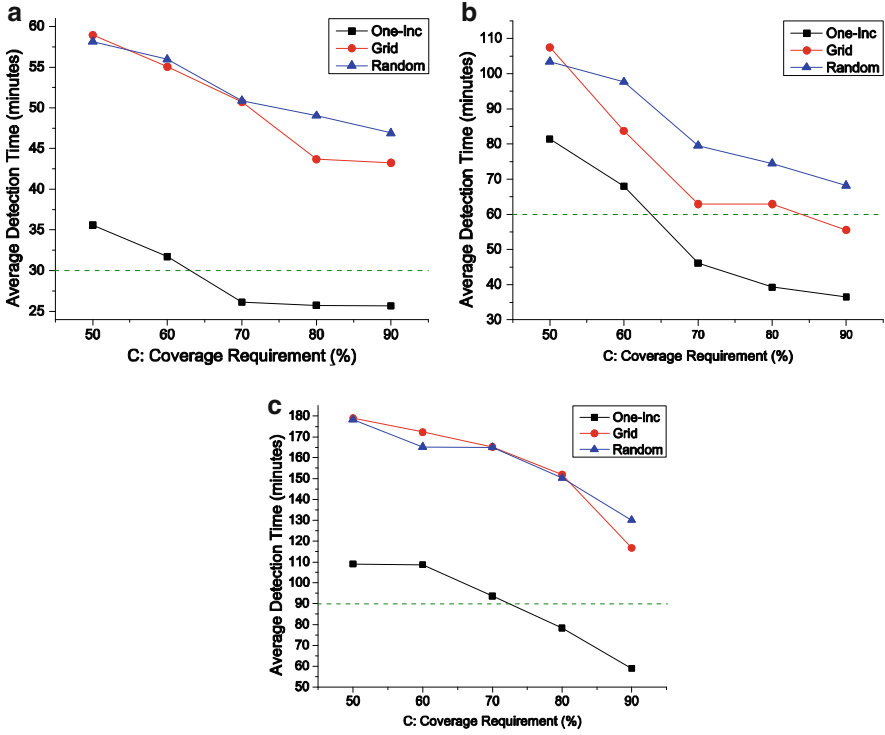 a
60
55
50
45
40
35
30
25
Average Detection Time (minutes)
One-Inc
Grid
Random
50 60 70 80 90
C: Coverage Requirement (%)
b
110
100
90
80
70
60
50
40
30
Average Detection Time (minutes)
One-Inc
Grid
Random
50 60 70 80 90
C: Coverage Requirement (%)
c
180
170
160
150
140
130
120
110
100
90
80
70
60
50
Average Detection Time (minutes)
One-Inc
Grid
Random
50 60 70 80 90
C: Coverage Requirement (%)